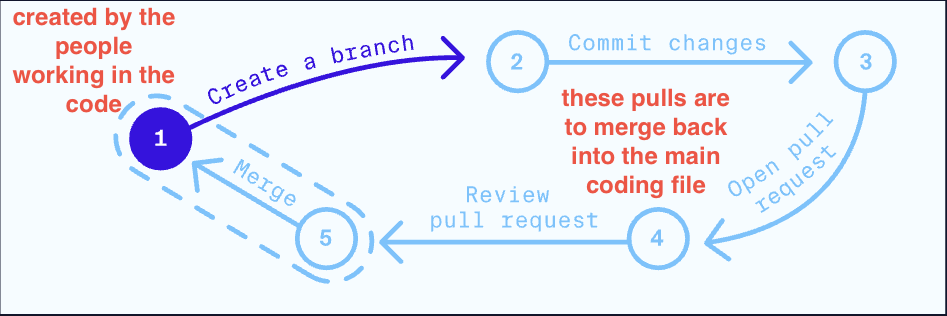 created by the
people
working in the
code
1
Create a branch
2
Commit changes
3
these pulls are
to merge back
into the main
coding file
Open pull
request
4
Review
pull request
5
Merge